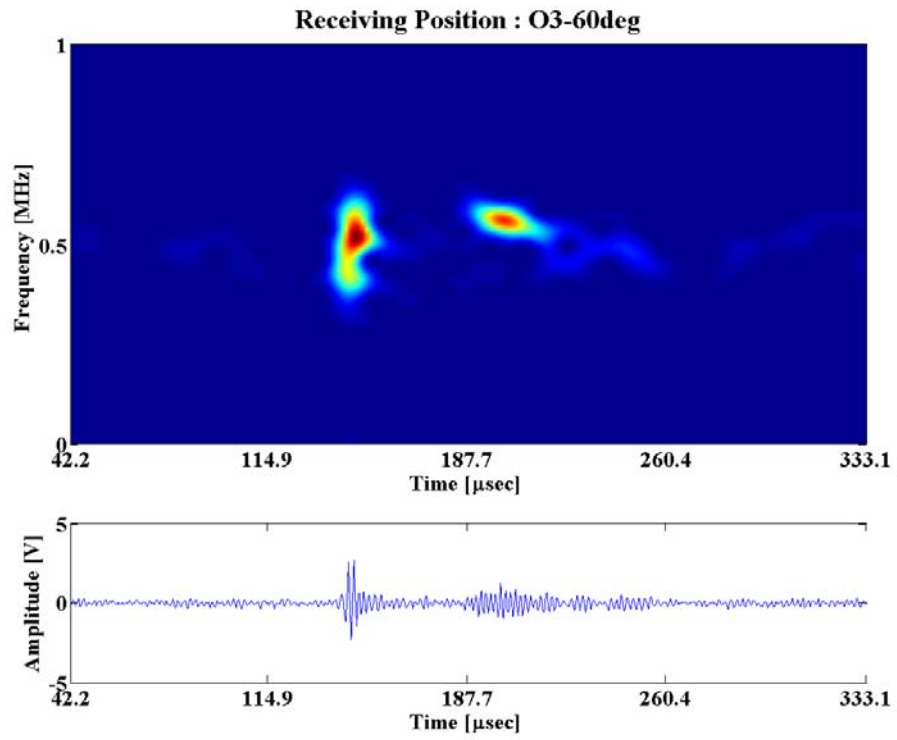 Receiving Position : O3-60deg
1
0.5
0
Frequency [MHz]
42.2 114.9 187.7 260.4 333.1
Time [μsec]
5
0
-5
Amplitude [V]
42.2 114.9 187.7 260.4 333.1
Time [μsec]